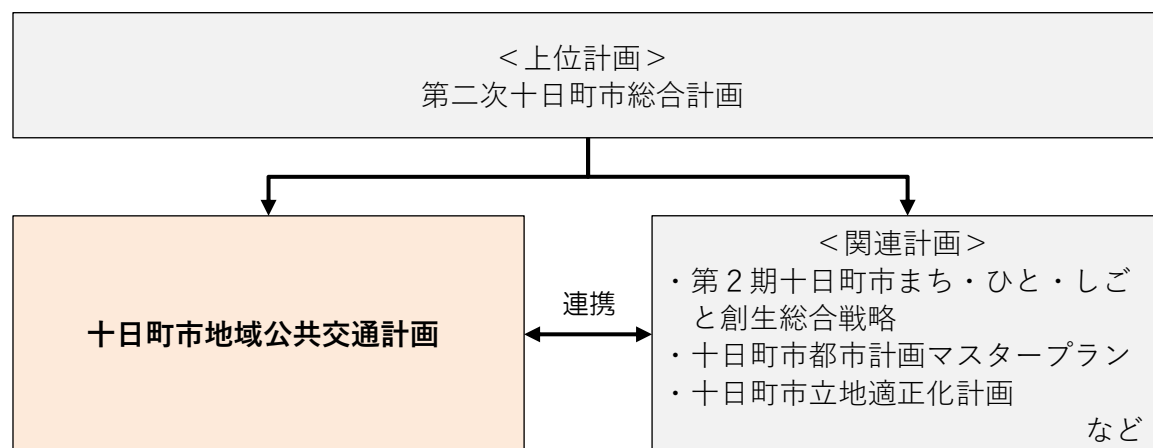 ＜上位計画＞
第二次十日町市総合計画
十日町市地域公共交通計画
連携
＜関連計画＞
・第２期十日町市まち・ひと・しご
と創生総合戦略
・十日町市都市計画マスタープラン
・十日町市立地適正化計画
など